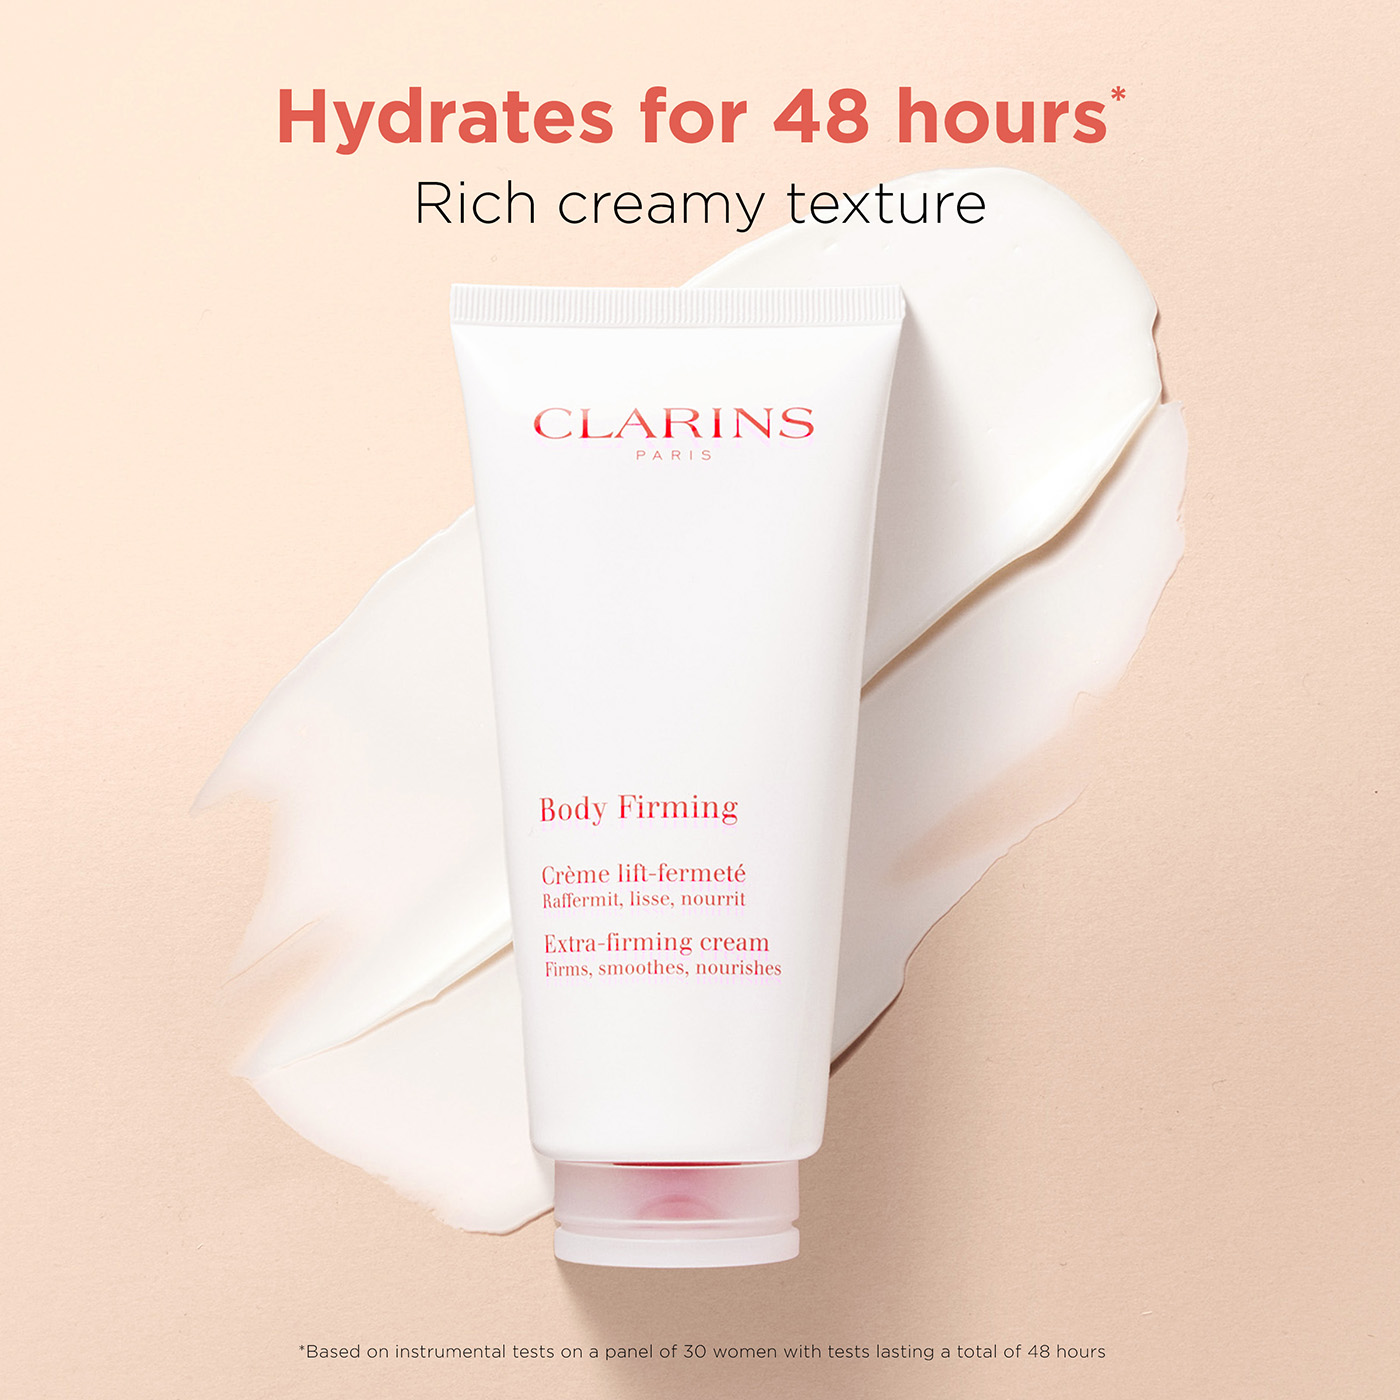 Hydrates for 48 hours*
Rich creamy texture
CLARINS
PARIS
Body Firming
Crème lift-fermeté
Raffermit, lisse, nourrit
Extra-firming cream
Firms, smoothes, nourishes
*Based on instrumental tests on a panel of 30 women with tests lasting a total of 48 hours